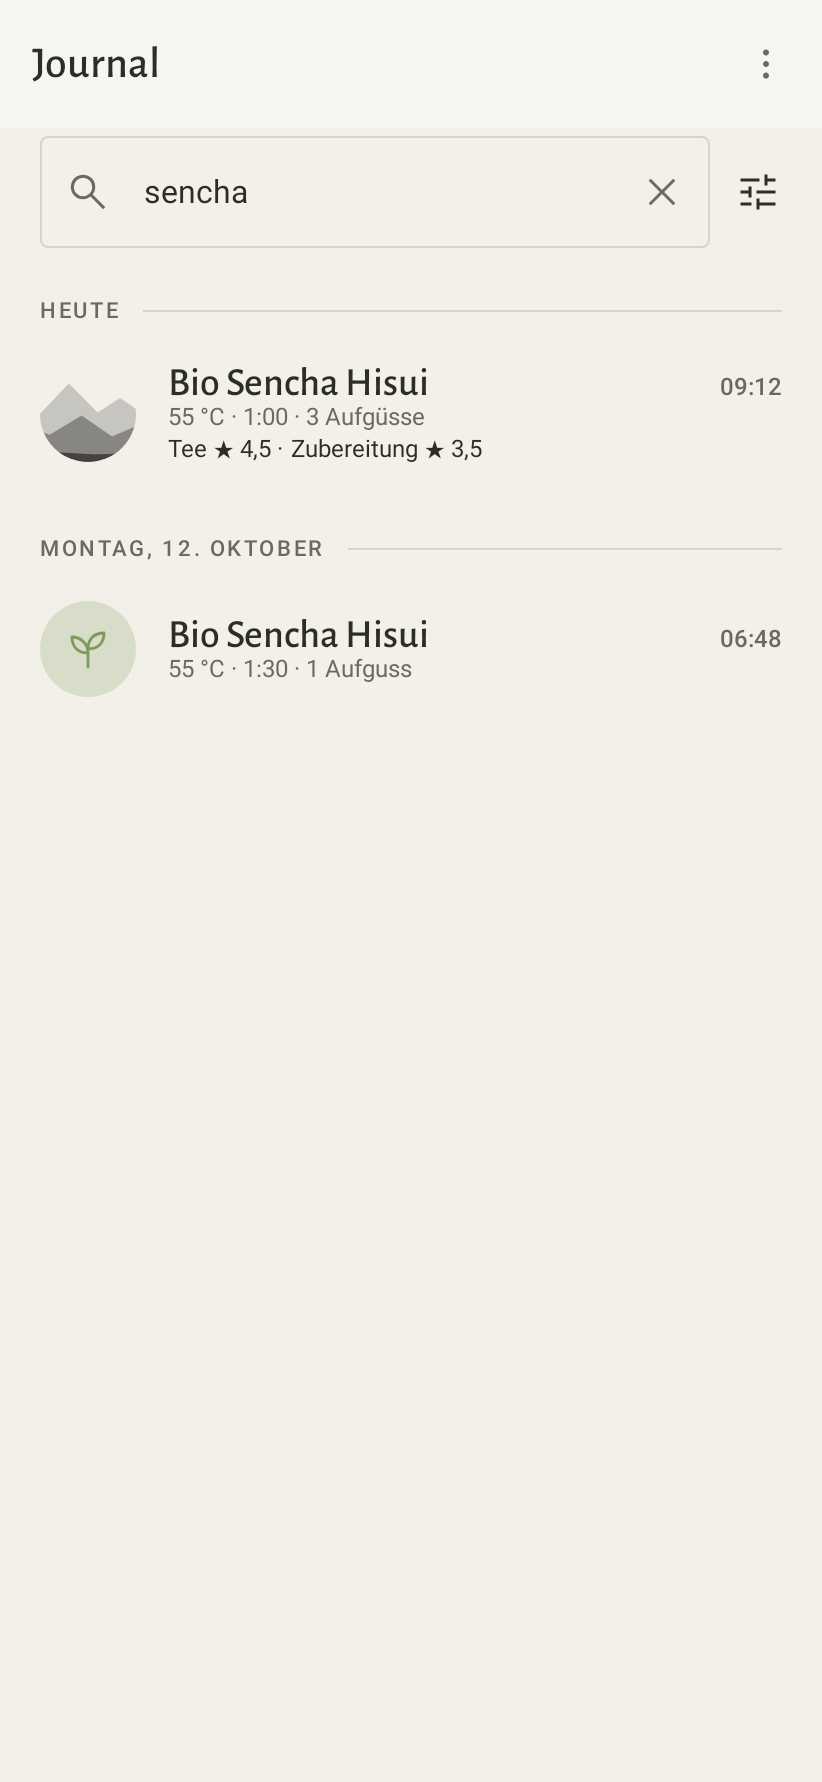 Journal
sencha
HEUTE
Bio Sencha Hisui
09:12
55 °C · 1:00 · 3 Aufgüsse
Tee ★ 4,5 · Zubereitung ★ 3,5
MONTAG, 12. OKTOBER
Bio Sencha Hisui
06:48
55 °C · 1:30 · 1 Aufguss